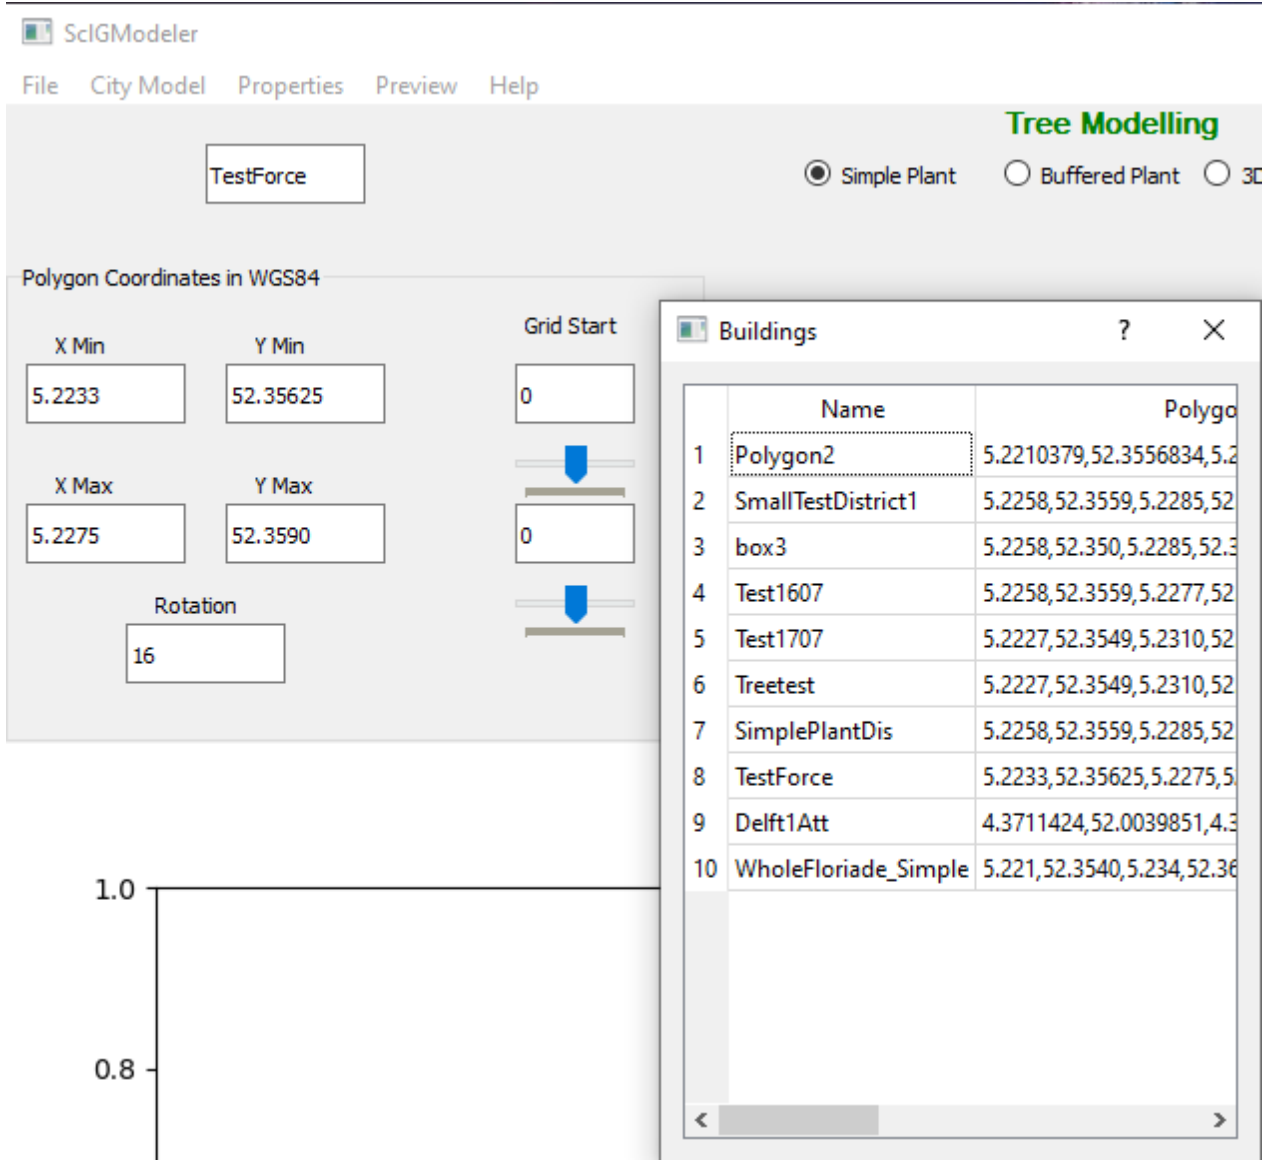 ScIGModeler
File City Model Properties Preview Help
Tree Modelling
TestForce
Simple Plant Buffered Plant 3D
Polygon Coordinates in WGS84
X Min Y Min Grid Start
5.2233 52.35625 0
X Max Y Max
5.2275 52.3590 0
Rotation
16
1.0
0.8
Buildings ?
Name Polygo
1 Polygon2 5.2210379,52.3556834,5.2
2 SmallTestDistrict1 5.2258,52.3559,5.2285,52
3 box3 5.2258,52.350,5.2285,52.3
4 Test1607 5.2258,52.3559,5.2277,52
5 Test1707 5.2227,52.3549,5.2310,52
6 Treetest 5.2227,52.3549,5.2310,52
7 SimplePlantDis 5.2258,52.3559,5.2285,52
8 TestForce 5.2233,52.35625,5.2275,5
9 Delft1Att 4.3711424,52.0039851,4.3
10 WholeFloriade_Simple 5.221,52.3540,5.234,52.36